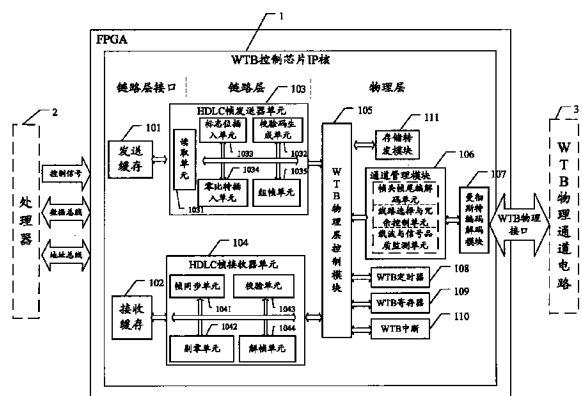 1
FPGA
WTB控制芯片IP核
链路层接口
链路层
物理层
103
HDLC帧发送器单元
标志位插入单元
校验码生成单元
1033
1032
读取单元
1031
1034
1035
零比特插入单元
组帧单元
101
发送缓存
105
WTB物理层控制模块
111
存储转发模块
106
通道管理模块
帧头帧尾编解码单元
线路选择与冗余控制单元
载波与信号品质监测单元
107
曼彻斯特编码解码模块
WTB物理接口
3
WTB物理通道电路
2
处理器
控制信号
数据总线
地址总线
104
HDLC帧接收器单元
帧同步单元
校验单元
1041
1043
1042
1044
删零单元
解帧单元
102
接收缓存
108
WTB定时器
109
WTB寄存器
110
WTB中断